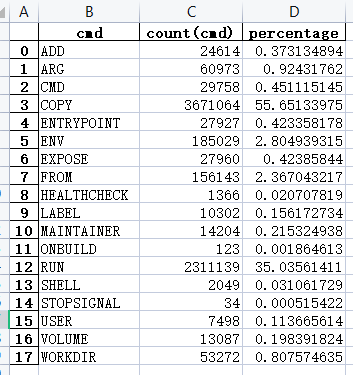 A B C D
cmd count(cmd) percentage
0 ADD 24614 0.373134894
1 ARG 60973 0.92431762
2 CMD 29758 0.451115145
3 COPY 3671064 55.65133975
4 ENTRYPOINT 27927 0.423358178
5 ENV 185029 2.804939315
6 EXPOSE 27960 0.42385844
7 FROM 156143 2.367043217
8 HEALTHCHECK 1366 0.020707819
9 LABEL 10302 0.156172734
10 MAINTAINER 14204 0.215324938
11 ONBUILD 123 0.001864613
12 RUN 2311139 35.03561411
13 SHELL 2049 0.031061729
14 STOPSIGNAL 34 0.000515422
15 USER 7498 0.113665614
16 VOLUME 13087 0.198391824
17 WORKDIR 53272 0.807574635